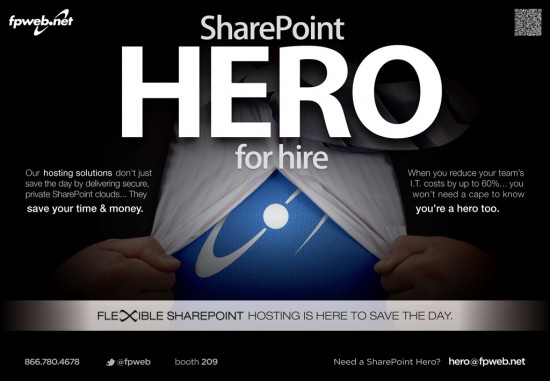 fpweb.net
SharePoint
HERO
for hire
Our hosting solutions don't just
save the day by delivering secure,
private SharePoint clouds... They
save your time & money.
When you reduce your team's
I.T. costs by up to 60%... you
won't need a cape to know
you're a hero too.
FLEXIBLE SHAREPOINT HOSTING IS HERE TO SAVE THE DAY.
866.780.4678 @fpweb booth 209 Need a SharePoint Hero? hero@fpweb.net